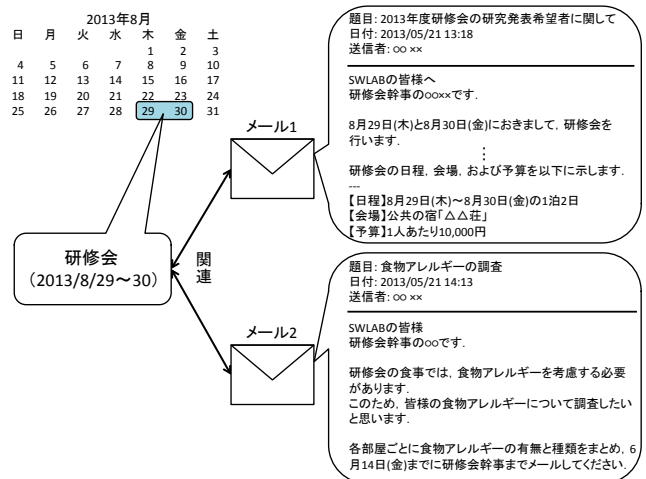 2013年8月
日 月 火 水 木 金 土
1 2 3
4 5 6 7 8 9 10
11 12 13 14 15 16 17
18 19 20 21 22 23 24
25 26 27 28 29 30 31
研修会
(2013/8/29~30)
関連
メール1
題目: 2013年度研修会の研究発表希望者に関して
日付: 2013/05/21 13:18
送信者: ○○ ××
SWLABの皆様へ
研修会幹事の○○××です.
8月29日(木)と8月30日(金)におきまして, 研修会を
行います.
⋮
研修会の日程, 会場, および予算を以下に示します.
---
【日程】8月29日(木)~8月30日(金)の1泊2日
【会場】公共の宿「△△荘」
【予算】1人あたり10,000円
メール2
題目: 食物アレルギーの調査
日付: 2013/05/21 14:13
送信者: ○○ ××
SWLABの皆様
研修会幹事の○○です.
研修会の食事では, 食物アレルギーを考慮する必要
があります.
このため, 皆様の食物アレルギーについて調査したい
と思います.
各部屋ごとに食物アレルギーの有無と種類をまとめ, 6
月14日(金)までに研修会幹事までメールしてください.